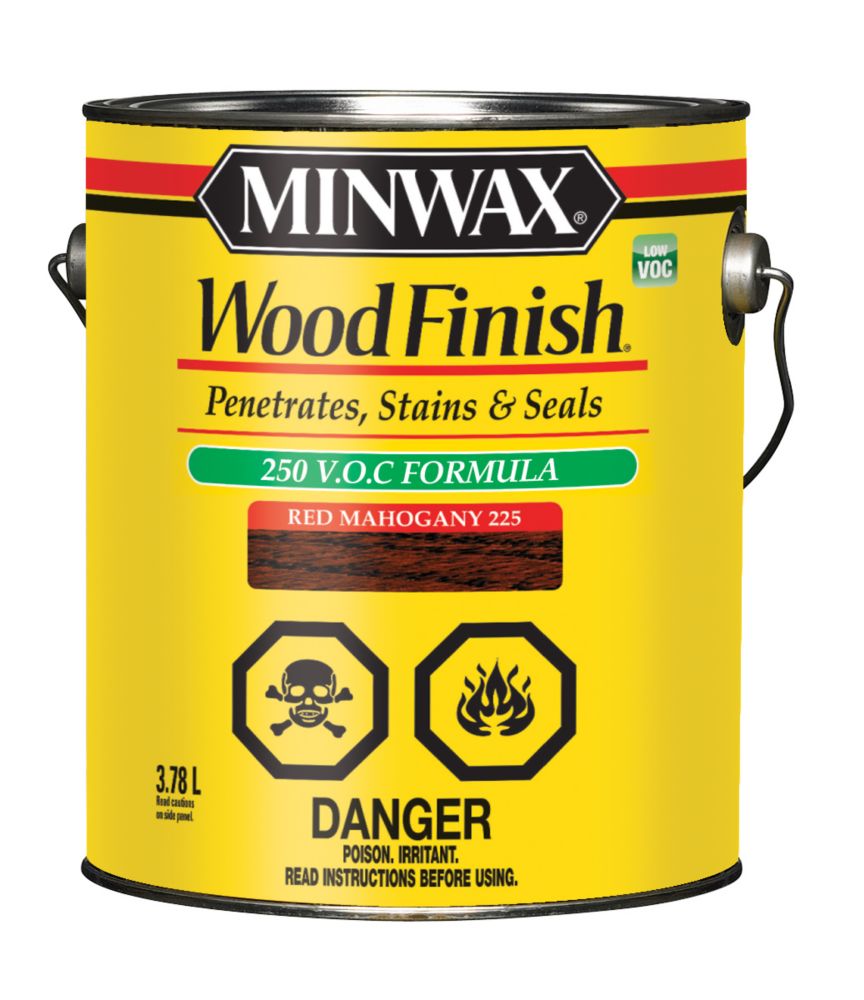 MINWAX®
LOW
VOC
Wood Finish®
Penetrates, Stains & Seals
250 V.O.C FORMULA
RED MAHOGANY 225
3.78 L
Read cautions
on side panel.
DANGER
POISON. IRRITANT.
READ INSTRUCTIONS BEFORE USING.